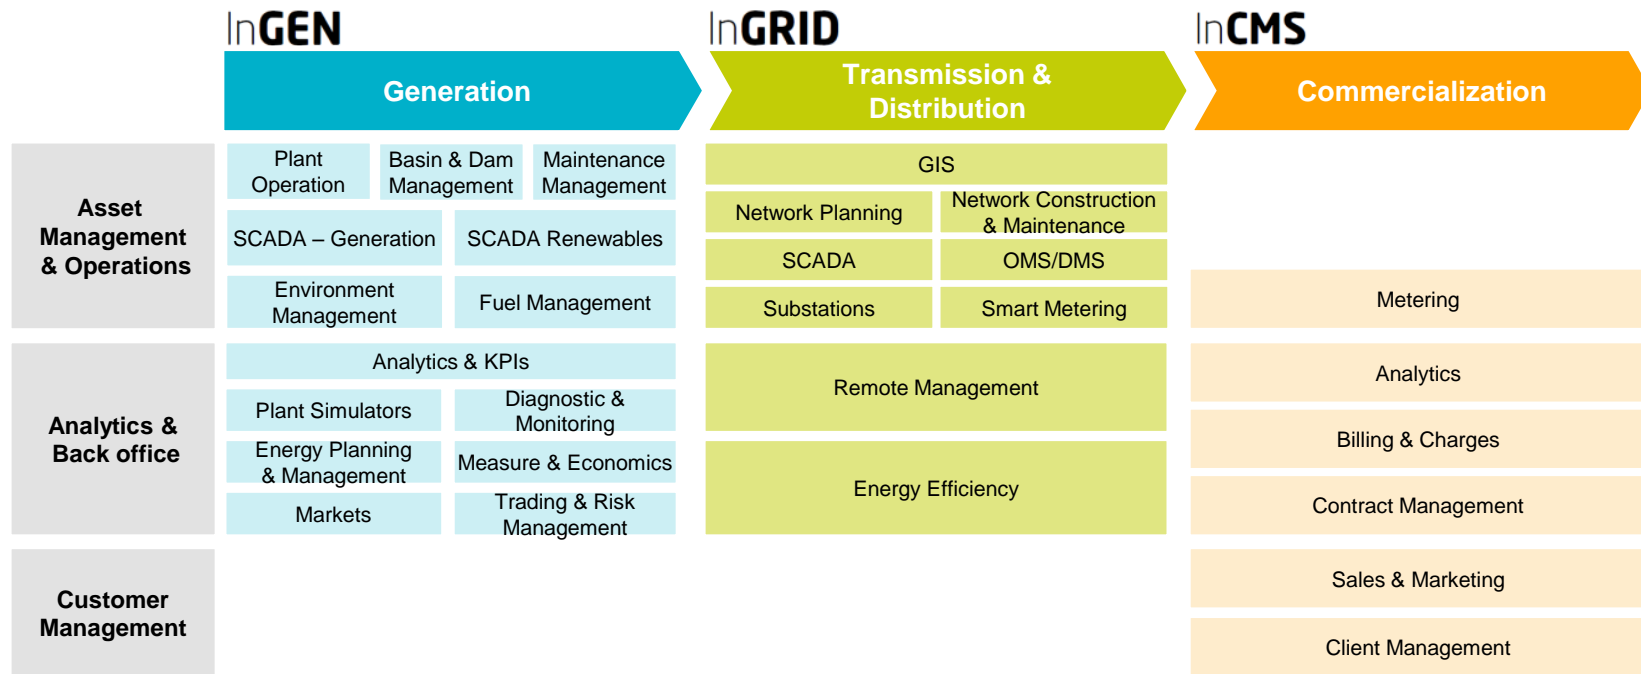 InGEN
InGRID
InCMS
Generation
Transmission &
Distribution
Commercialization
Asset
Management
& Operations
Plant
Operation
Basin & Dam
Management
Maintenance
Management
SCADA – Generation
SCADA Renewables
Environment
Management
Fuel Management
GIS
Network Planning
Network Construction
& Maintenance
SCADA
OMS/DMS
Substations
Smart Metering
Metering
Analytics &
Back office
Analytics & KPIs
Plant Simulators
Diagnostic &
Monitoring
Energy Planning
& Management
Measure & Economics
Markets
Trading & Risk
Management
Remote Management
Energy Efficiency
Analytics
Billing & Charges
Contract Management
Customer
Management
Sales & Marketing
Client Management